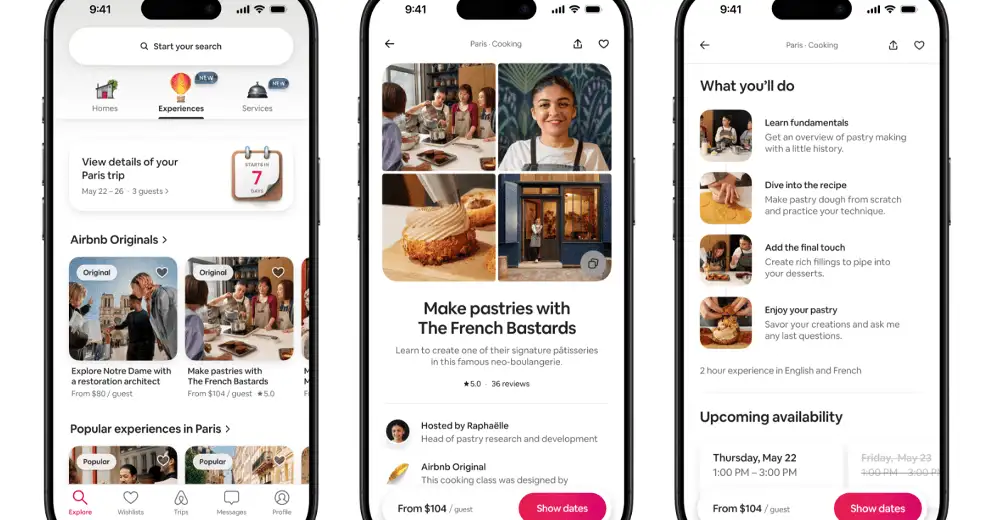 9:41
Start your search
NEW
NEW
Homes
Experiences
Services
View details of your
Paris trip
May 22 – 26 · 3 guests >
STARTS IN
7
DAYS
Airbnb Originals >
Original
Original
Explore Notre Dame with
a restoration architect
From $80 / guest
Make pastries with
The French Bastards
From $104 / guest ★5.0
Popular experiences in Paris >
Popular
Popular
Explore
Wishlists
Trips
Messages
Profile
9:41
Paris · Cooking
Make pastries with
The French Bastards
Learn to create one of their signature pâtisseries
in this famous neo-boulangerie.
★5.0 · 36 reviews
Hosted by Raphaëlle
Head of pastry research and development
Airbnb Original
This cooking class was designed by
From $104 / guest
Show dates
9:41
Paris · Cooking
What you’ll do
Learn fundamentals
Get an overview of pastry making
with a little history.
Dive into the recipe
Make pastry dough from scratch
and practice your technique.
Add the final touch
Create rich fillings to pipe into
your desserts.
Enjoy your pastry
Savor your creations and ask me
any last questions.
2 hour experience in English and French
Upcoming availability
Thursday, May 22
1:00 PM – 3:00 PM
Friday, May 23
1:00 PM – 3:00 P
From $104 / guest
Show dates